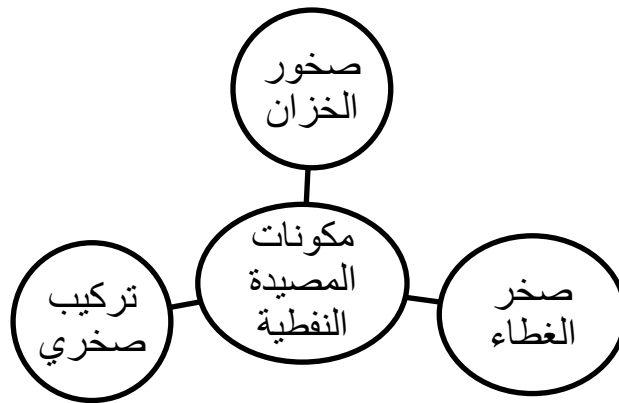 صخور
الخزان
مكونات
المصيدة
النفطية
صخر
الغطاء
تركيب
صخري